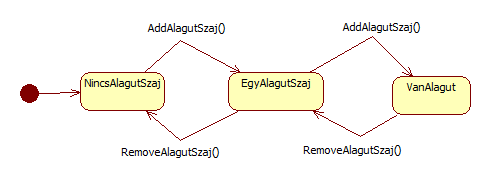 AddAlagutSzaj()
AddAlagutSzaj()
NincsAlagutSzaj
EgyAlagutSzaj
VanAlagut
RemoveAlagutSzaj()
RemoveAlagutSzaj()